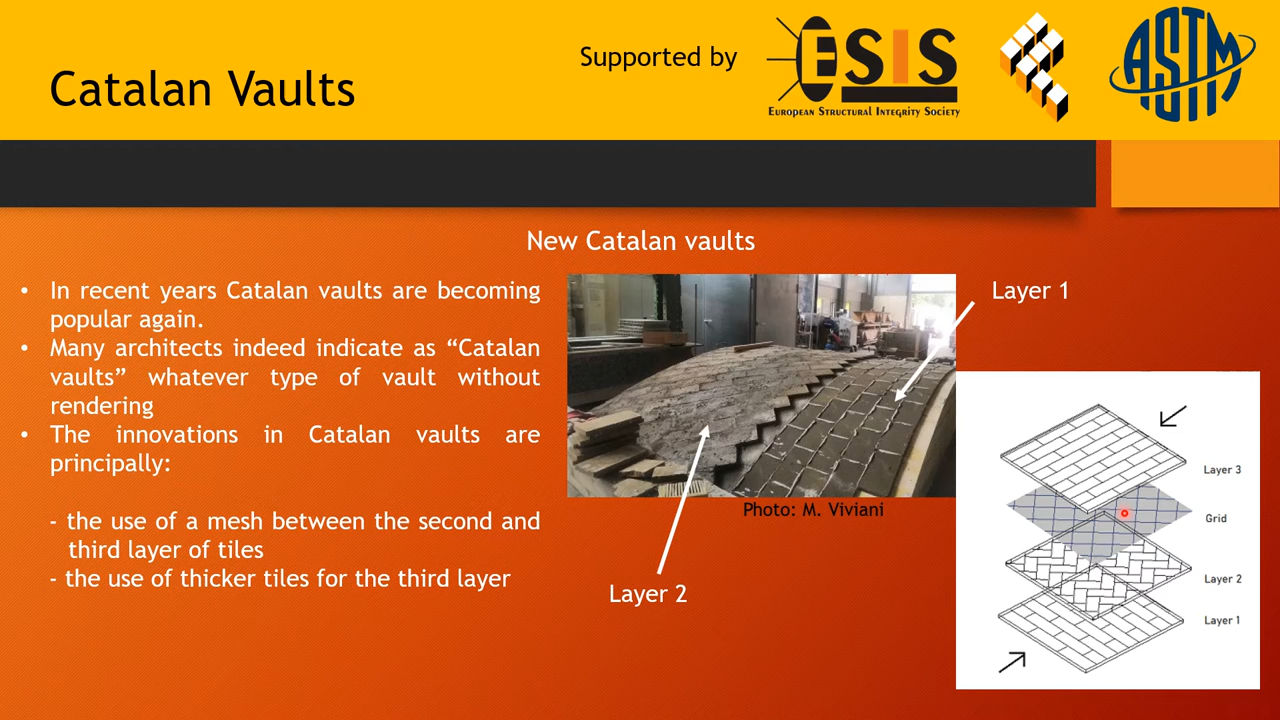 Catalan Vaults
Supported by
ESIS
European Structural Integrity Society
ASTM
New Catalan vaults
• In recent years Catalan vaults are becoming
popular again.
• Many architects indeed indicate as “Catalan
vaults” whatever type of vault without
rendering
• The innovations in Catalan vaults are
principally:
- the use of a mesh between the second and
third layer of tiles
- the use of thicker tiles for the third layer
Layer 1
Photo: M. Viviani
Layer 2
Layer 3
Grid
Layer 2
Layer 1